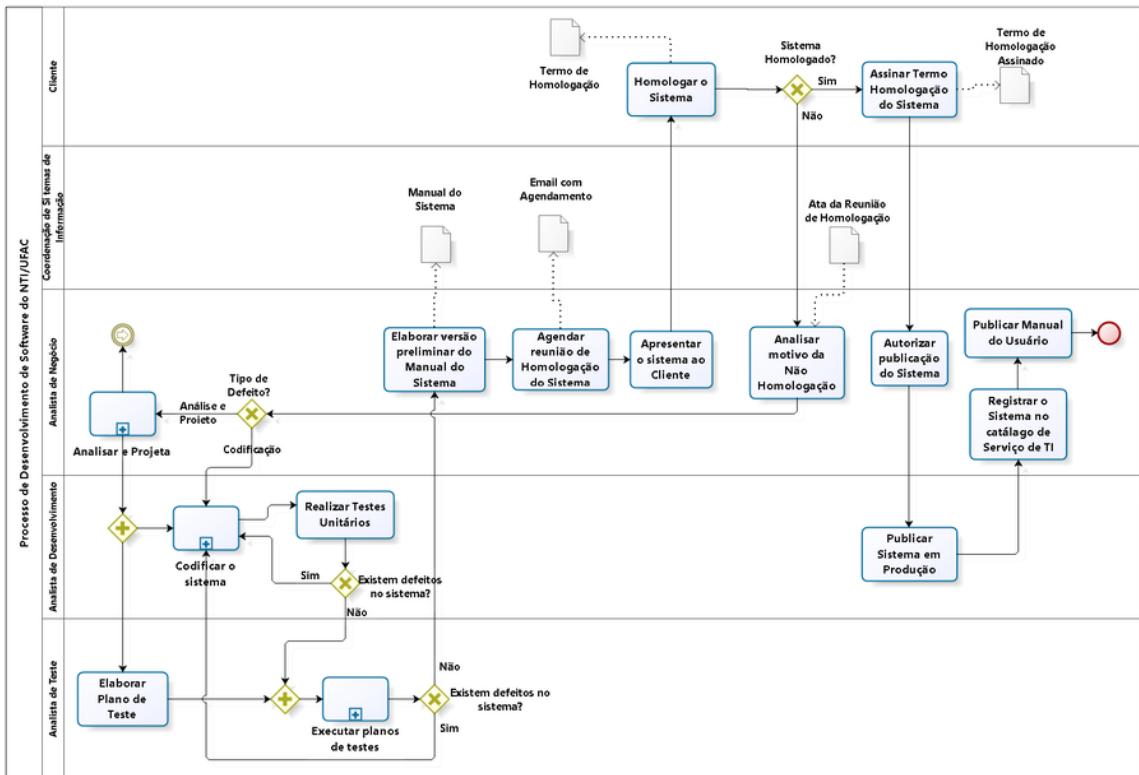 Processo de Desenvolvimento de Software do NTI/UFAC
Cliente
Termo de
Homologação
Homologar o
Sistema
Sistema
Homologado?
Sim
Não
Assinar Termo
Homologação
do Sistema
Termo de
Homologação
Assinado
Coordenação de Si temas de
Informação
Manual do
Sistema
Email com
Agendamento
Ata da Reunião
de Homologação
Analista de Negócio
Analisar e Projeta
Tipo de
Defeito?
Análise e
Projeto
Codificação
Elaborar versão
preliminar do
Manual do
Sistema
Agendar
reunião de
Homologação
do Sistema
Apresentar
o sistema ao
Cliente
Analisar
motivo da
Não
Homologação
Autorizar
publicação
do Sistema
Publicar Manual
do Usuário
Registrar o
Sistema no
catálago de
Serviço de TI
Analista de Desenvolvimento
Codificar o
sistema
Realizar Testes
Unitários
Sim
Existem defeitos
no sistema?
Não
Publicar
Sistema em
Produção
Analista de Teste
Elaborar
Plano de
Teste
Executar planos
de testes
Não
Existem defeitos no
sistema?
Sim